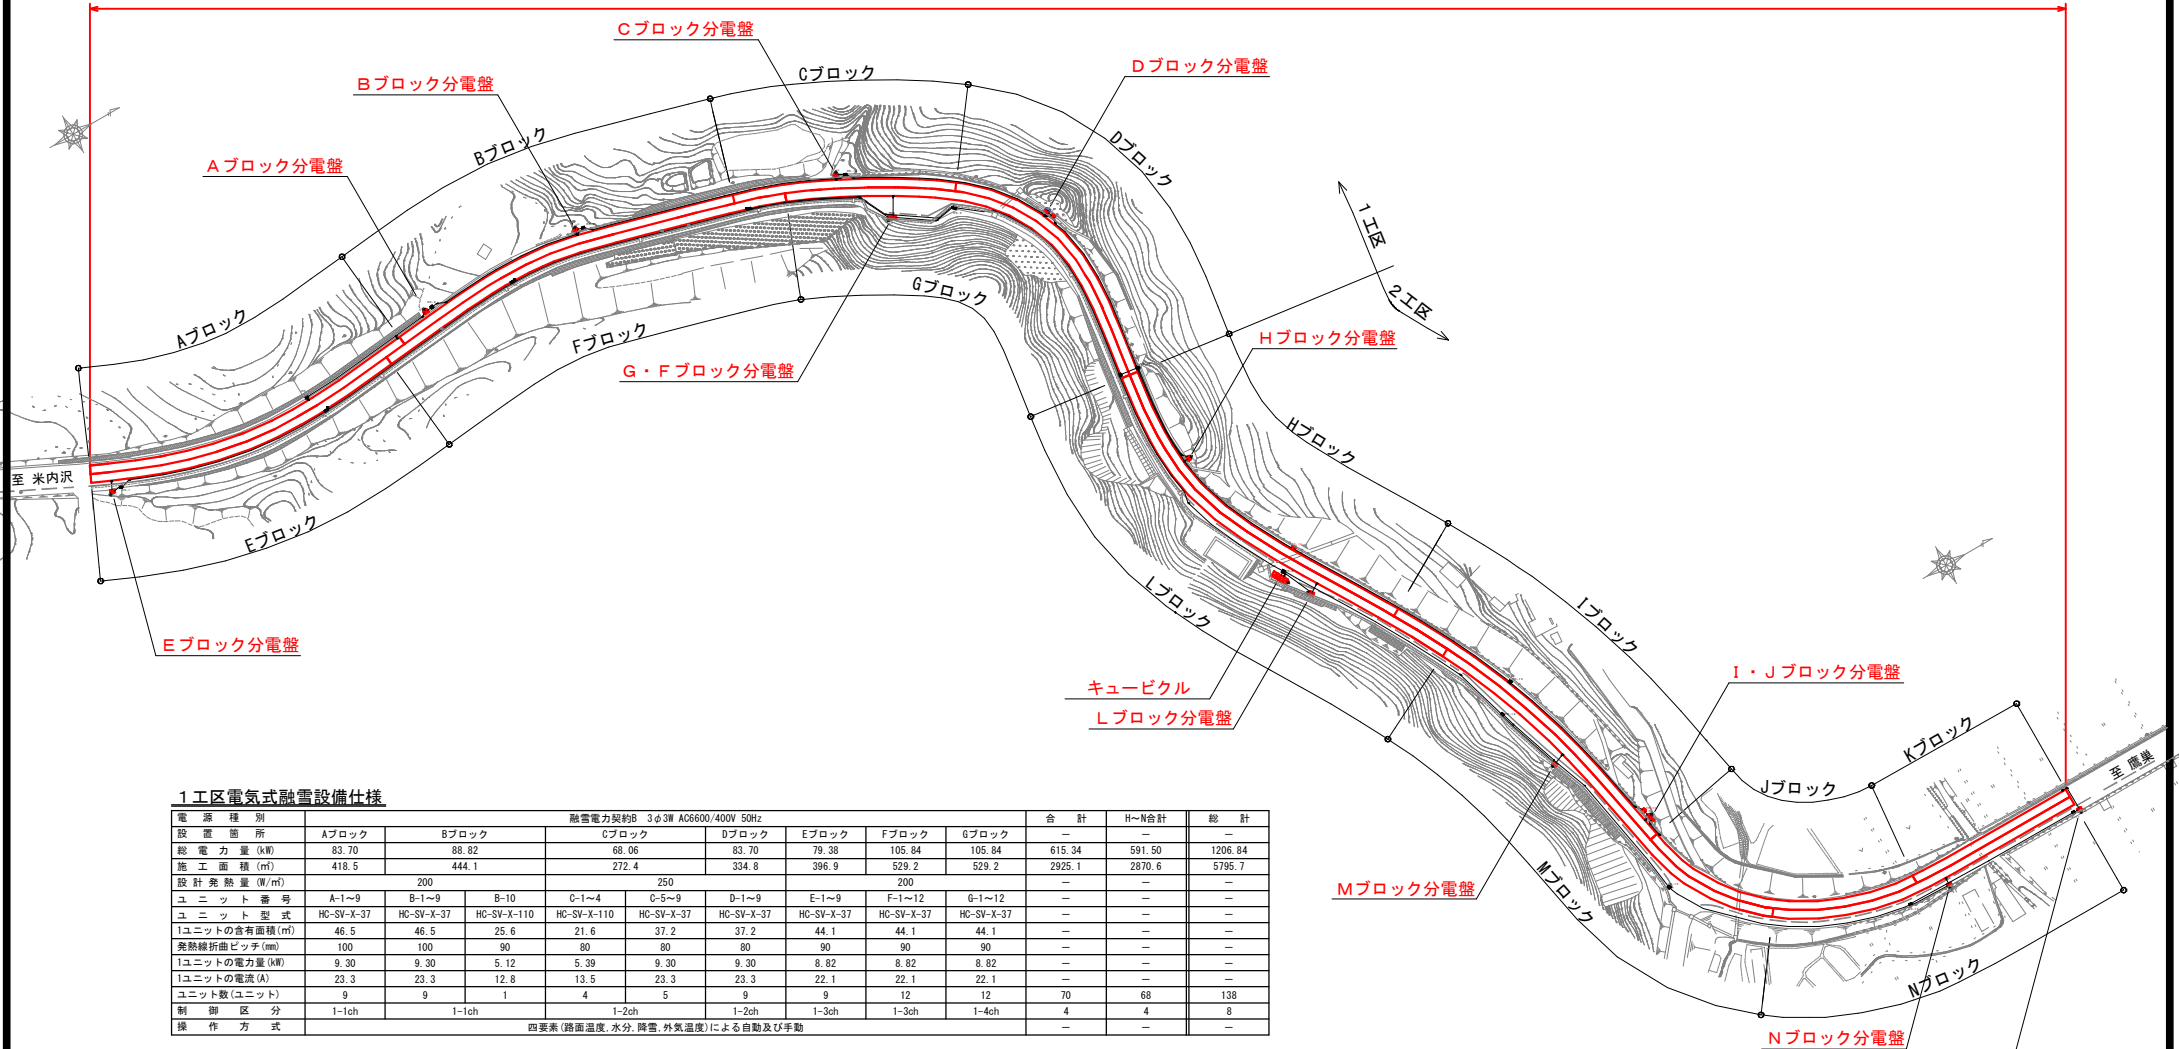 Cブロック分電盤
Cブロック
Dブロック分電盤
Bブロック分電盤
Bブロック
Dブロック
Aブロック分電盤
1工区
2工区
Gブロック
Aブロック
Fブロック
Hブロック分電盤
G・Fブロック分電盤
Hブロック
至 米内沢
Eブロック
Lブロック
Iブロック
Eブロック分電盤
I・Jブロック分電盤
キュービクル
Lブロック分電盤
Kブロック
至 鷹巣
Jブロック
Mブロック分電盤
Mブロック
Nブロック
Nブロック分電盤
1工区電気式融雪設備仕様
電源種別 融雪電力契約B 3φ3W AC6600/400V 50Hz 合計 H~N合計 総計
設置箇所 Aブロック Bブロック Cブロック Dブロック Eブロック Fブロック Gブロック － － －
総電力量(kW) 83.70 88.82 68.06 83.70 79.38 105.84 105.84 615.34 591.50 1206.84
施工面積(㎡) 418.5 444.1 272.4 334.8 396.9 529.2 529.2 2925.1 2870.6 5795.7
設計発熱量(W/㎡) 200 250 200 － － －
ユニット番号 A-1~9 B-1~9 B-10 C-1~4 C-5~9 D-1~9 E-1~9 F-1~12 G-1~12 － － －
ユニット型式 HC-SV-X-37 HC-SV-X-37 HC-SV-X-110 HC-SV-X-110 HC-SV-X-37 HC-SV-X-37 HC-SV-X-37 HC-SV-X-37 HC-SV-X-37 － － －
1ユニットの含有面積(㎡) 46.5 46.5 25.6 21.6 37.2 37.2 44.1 44.1 44.1 － － －
発熱線折曲ピッチ(mm) 100 100 90 80 80 80 90 90 90 － － －
1ユニットの電力量(kW) 9.30 9.30 5.12 5.39 9.30 9.30 8.82 8.82 8.82 － － －
1ユニットの電流(A) 23.3 23.3 12.8 13.5 23.3 23.3 22.1 22.1 22.1 － － －
ユニット数(ユニット) 9 9 1 4 5 9 9 12 12 70 68 138
制御区分 1-1ch 1-1ch 1-2ch 1-2ch 1-3ch 1-3ch 1-4ch 4 4 8
操作方式 四要素(路面温度,水分,降雪,外気温度)による自動及び手動 － － －